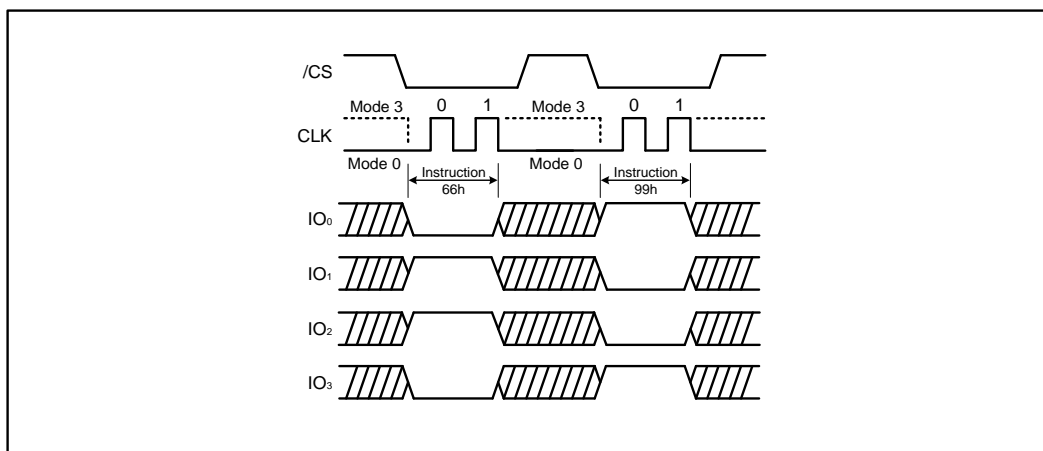 /CS
Mode 3 0 1 Mode 3 0 1
CLK
Mode 0 Mode 0
Instruction Instruction
66h 99h
IO0
IO1
IO2
IO3